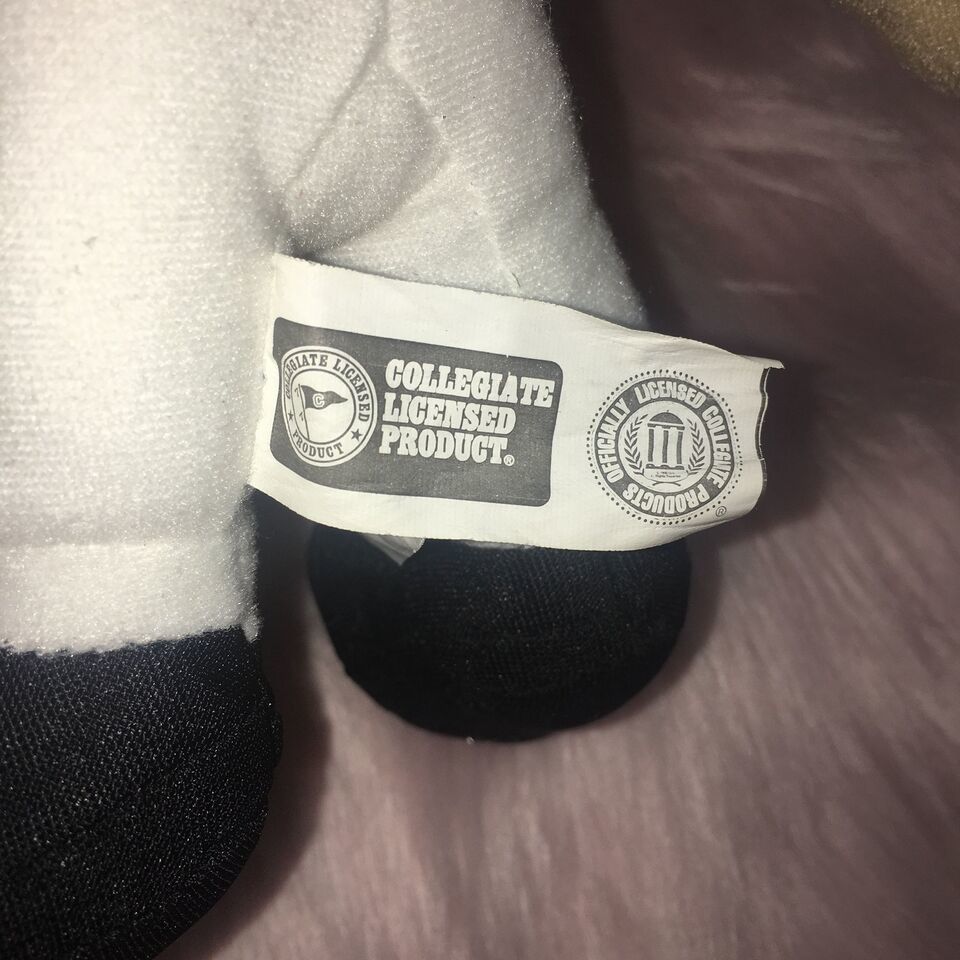 COLLEGIATE LICENSED
PRODUCT
C
COLLEGIATE
LICENSED
PRODUCT®
OFFICIALLY LICENSED COLLEGIATE PRODUCTS
®